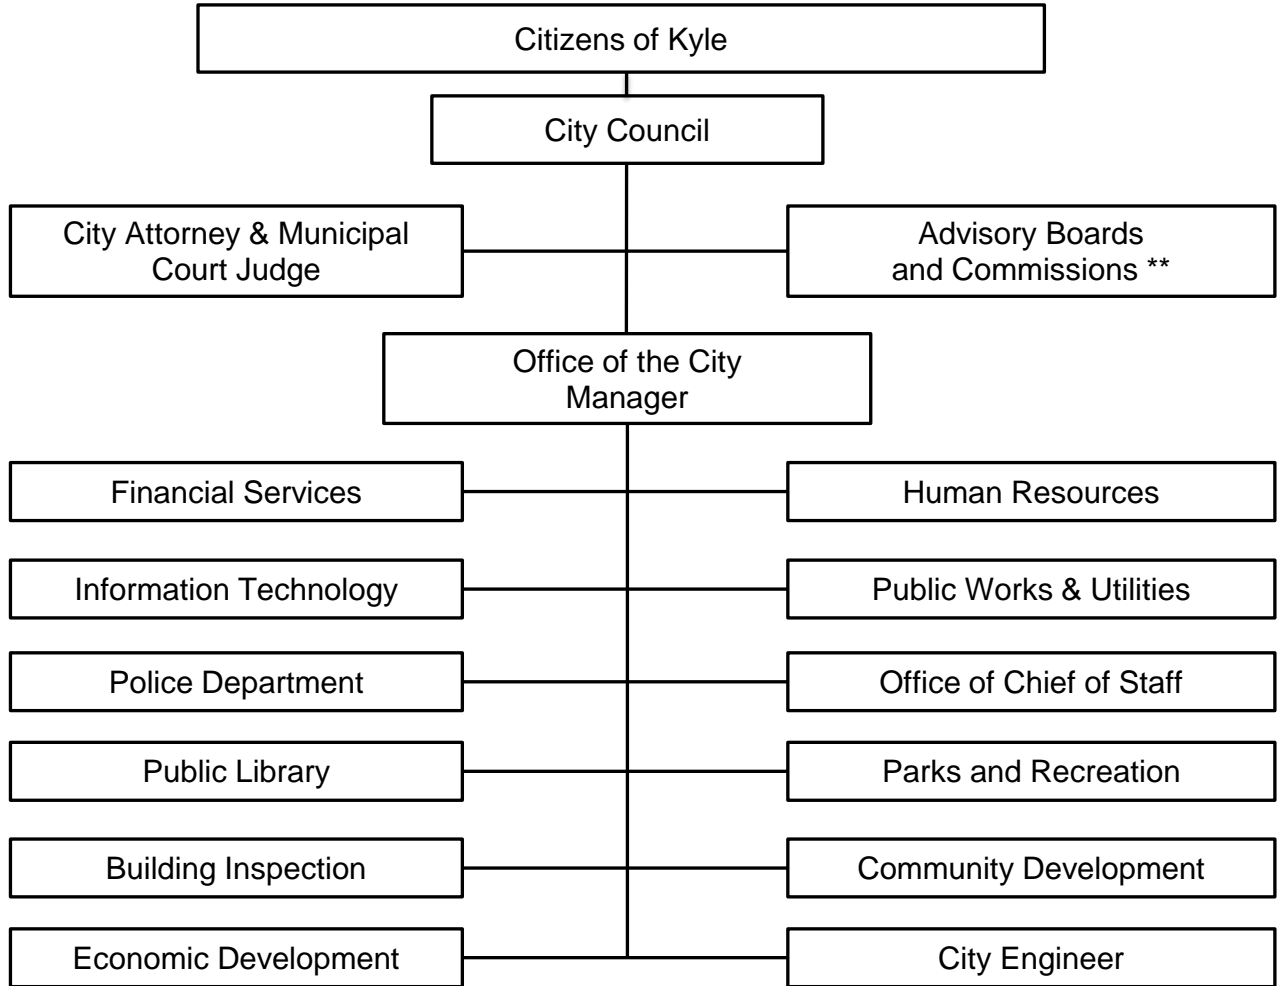 Citizens of Kyle
City Council
City Attorney & Municipal
Court Judge
Advisory Boards
and Commissions **
Office of the City
Manager
Financial Services
Human Resources
Information Technology
Public Works & Utilities
Police Department
Office of Chief of Staff
Public Library
Parks and Recreation
Building Inspection
Community Development
Economic Development
City Engineer